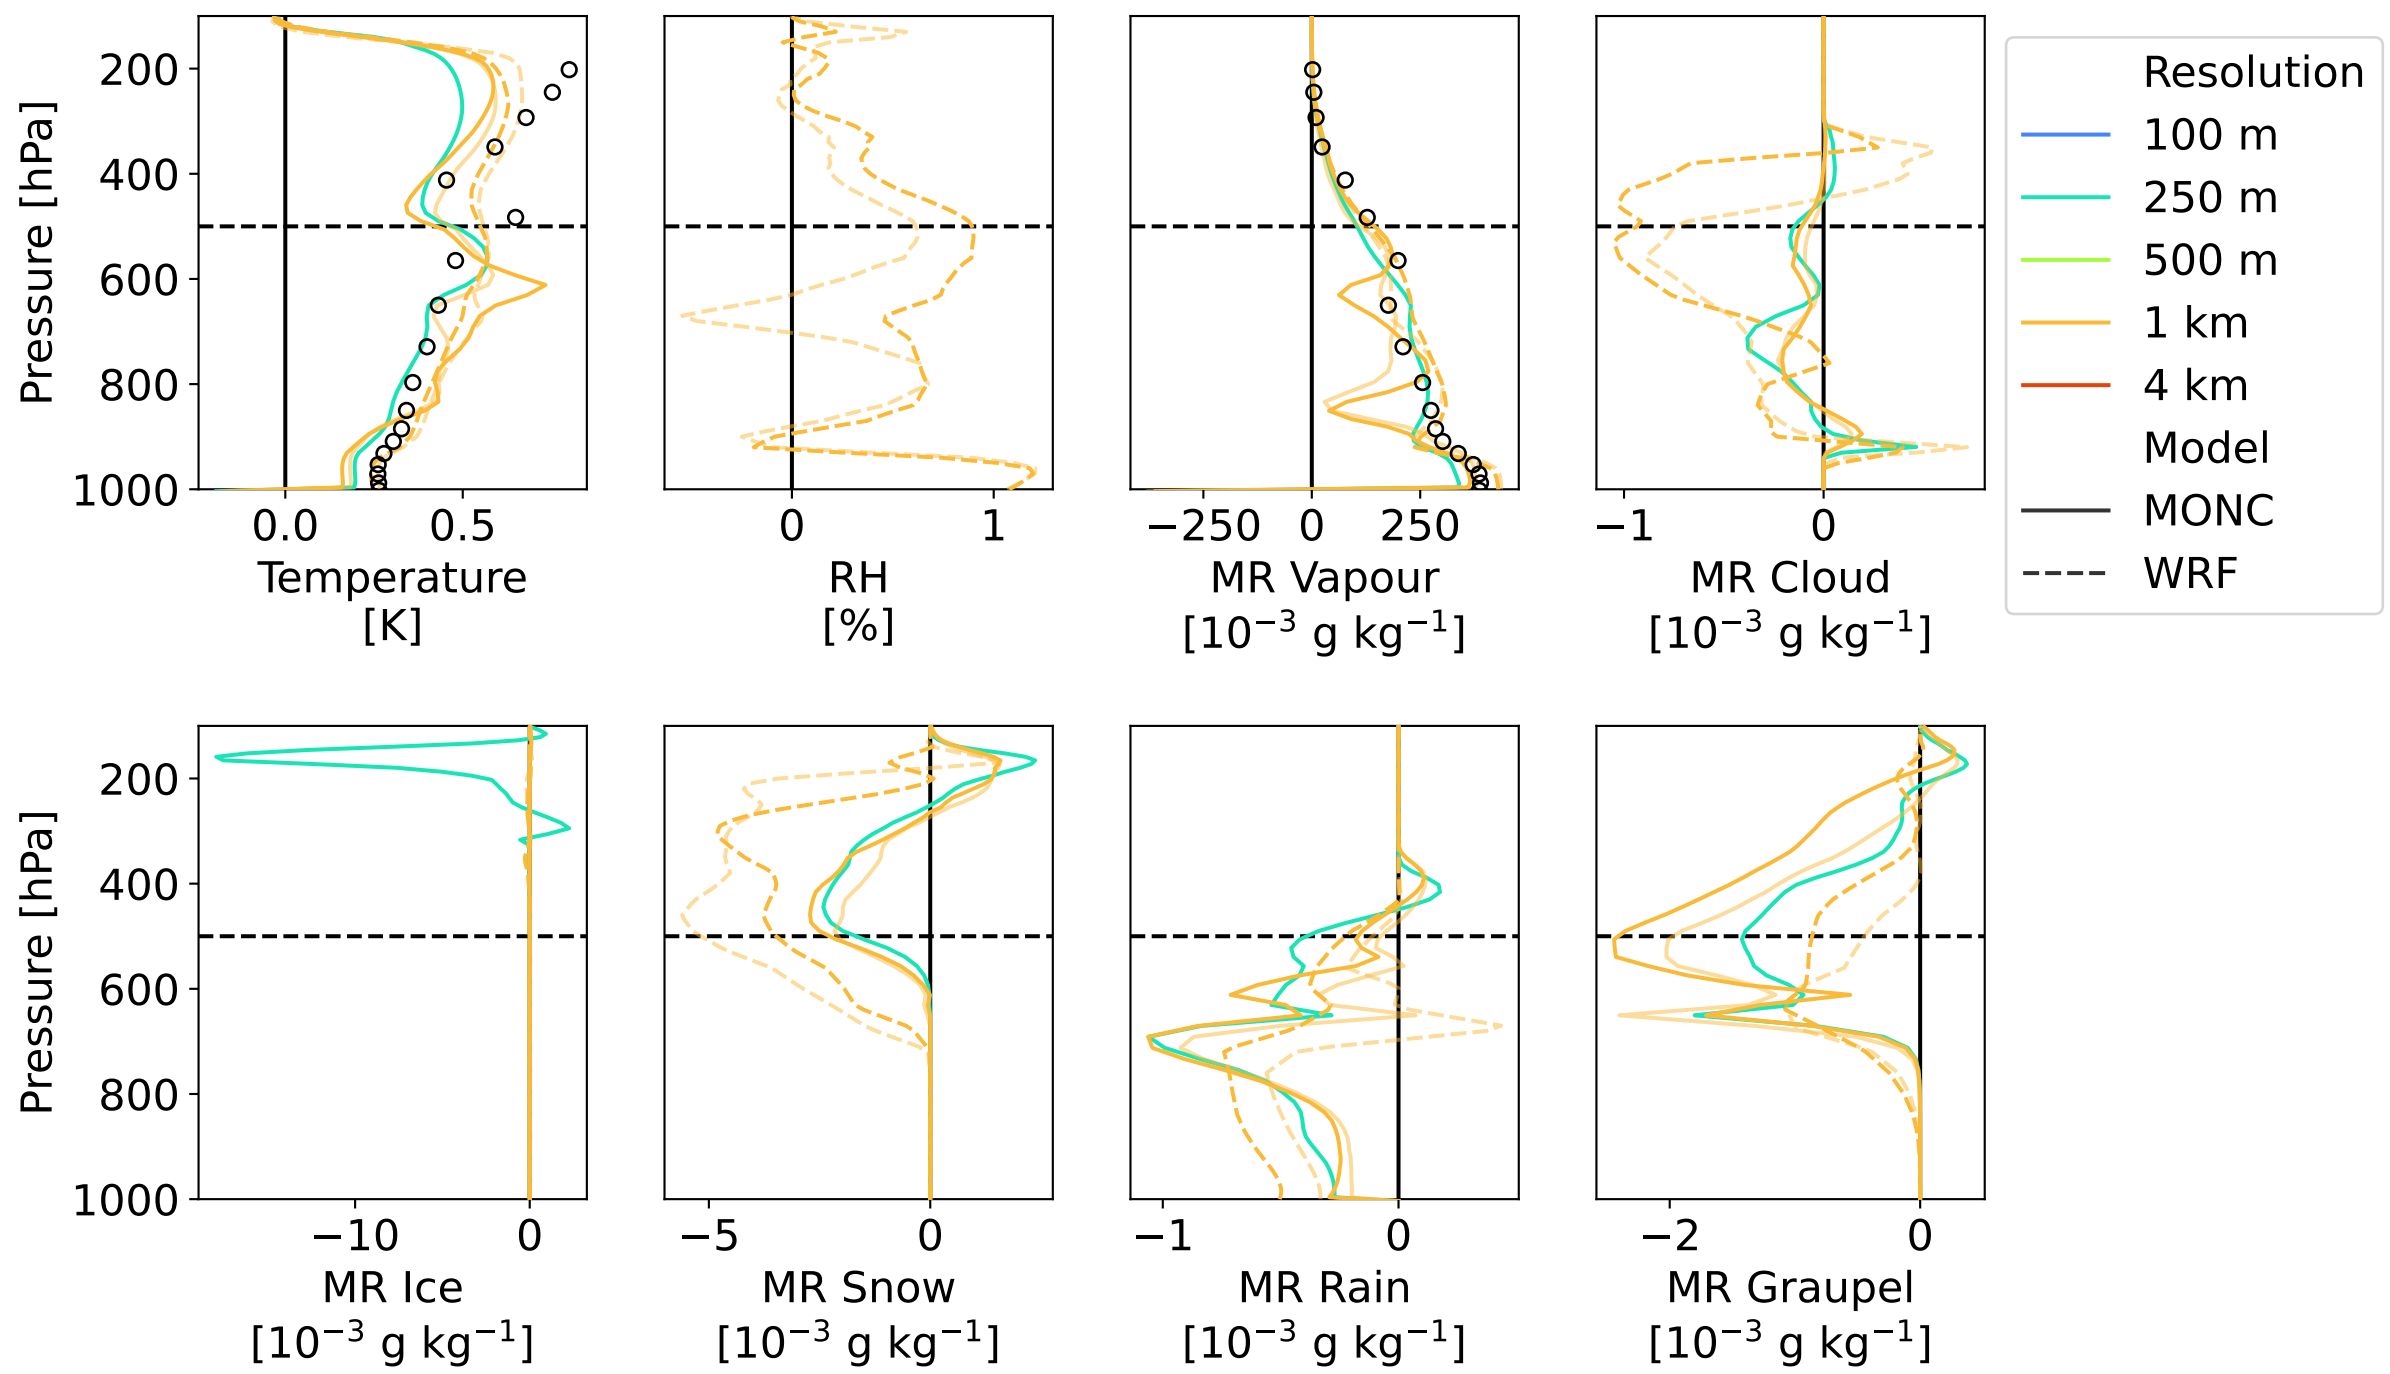 Pressure [hPa]
200
400
600
800
1000
0.0 0.5
Temperature
[K]
0 1
RH
[%]
−250 0 250
MR Vapour
[10⁻³ g kg⁻¹]
−1 0
MR Cloud
[10⁻³ g kg⁻¹]
Resolution
100 m
250 m
500 m
1 km
4 km
Model
MONC
WRF
Pressure [hPa]
200
400
600
800
1000
−10 0
MR Ice
[10⁻³ g kg⁻¹]
−5 0
MR Snow
[10⁻³ g kg⁻¹]
−1 0
MR Rain
[10⁻³ g kg⁻¹]
−2 0
MR Graupel
[10⁻³ g kg⁻¹]